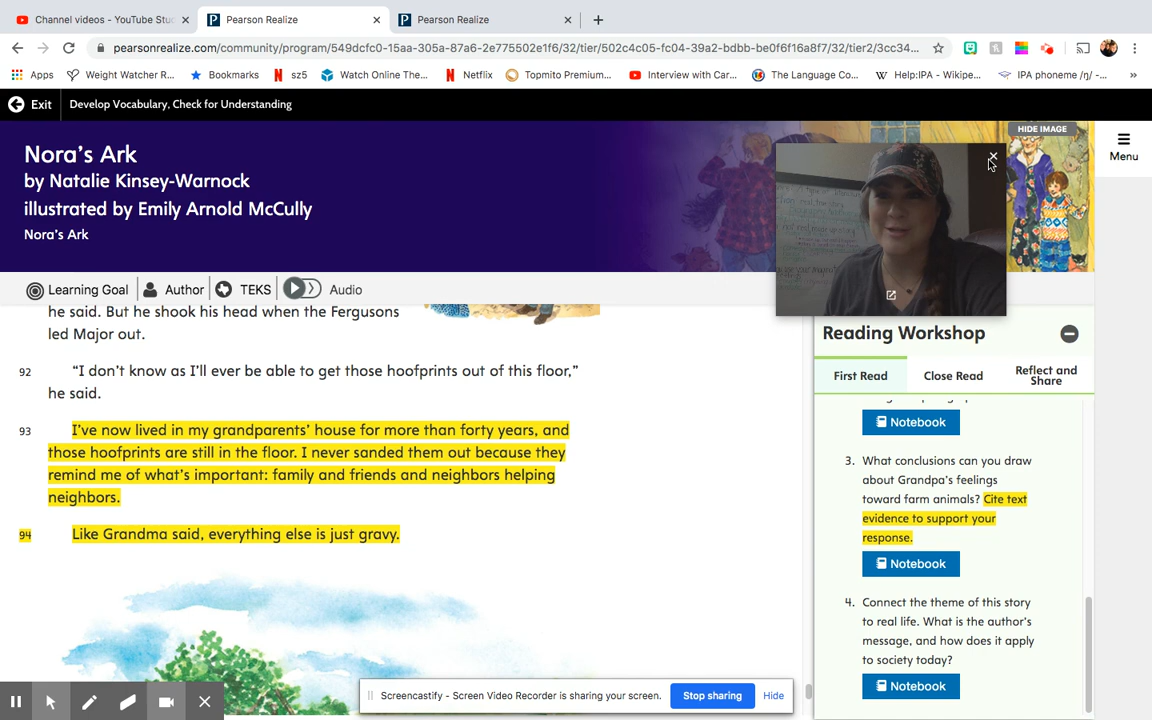 Channel videos - YouTube Stu
Pearson Realize
Pearson Realize
pearsonrealize.com/community/program/549dcfc0-15aa-305a-87a6-2e775502e1f6/32/tier/502c4c05-fc04-39a2-bdbb-be0f6f16a8f7/32/tier2/3cc34...
Apps
Weight Watcher R...
Bookmarks
sz5
Watch Online The...
Netflix
Topmito Premium...
Interview with Car...
The Language Co...
Help:IPA - Wikipe...
IPA phoneme /ŋ/ -...
Exit
Develop Vocabulary, Check for Understanding
HIDE IMAGE
Menu
Nora's Ark
by Natalie Kinsey-Warnock
illustrated by Emily Arnold McCully
Nora's Ark
Learning Goal
Author
TEKS
Audio
he said. But he shook his head when the Fergusons
led Major out.
92 "I don't know as I'll ever be able to get those hoofprints out of this floor,"
he said.
93 I've now lived in my grandparents' house for more than forty years, and
those hoofprints are still in the floor. I never sanded them out because they
remind me of what's important: family and friends and neighbors helping
neighbors.
94 Like Grandma said, everything else is just gravy.
Reading Workshop
First Read
Close Read
Reflect and
Share
Notebook
3. What conclusions can you draw
about Grandpa's feelings
toward farm animals? Cite text
evidence to support your
response.
Notebook
4. Connect the theme of this story
to real life. What is the author's
message, and how does it apply
to society today?
Notebook
Screencastify - Screen Video Recorder is sharing your screen.
Stop sharing
Hide